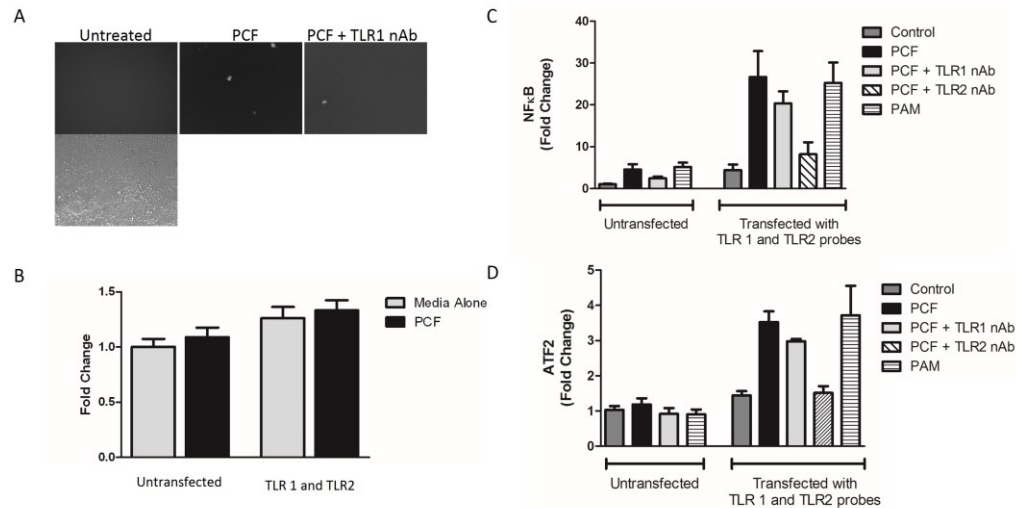 A
Untreated
PCF
PCF + TLR1 nAb
B
1.5
1.0
0.5
0.0
Fold Change
Untransfected
TLR 1 and TLR2
Media Alone
PCF
C
40
30
20
10
0
NFκB
(Fold Change)
Untransfected
Transfected with
TLR 1 and TLR2 probes
Control
PCF
PCF + TLR1 nAb
PCF + TLR2 nAb
PAM
D
5
4
3
2
1
0
ATF2
(Fold Change)
Untransfected
Transfected with
TLR 1 and TLR2 probes
Control
PCF
PCF + TLR1 nAb
PCF + TLR2 nAb
PAM